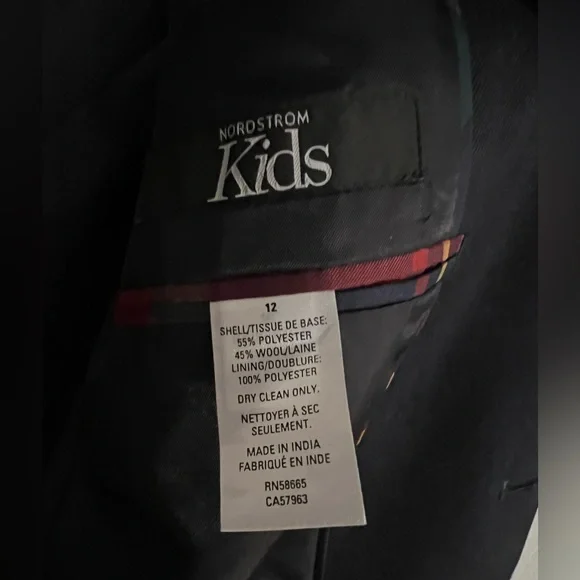 NORDSTROM
Kids
12
SHELL/TISSUE DE BASE:
55% POLYESTER
45% WOOL/LAINE
LINING/DOUBLURE:
100% POLYESTER
DRY CLEAN ONLY.
NETTOYER À SEC
SEULEMENT.
MADE IN INDIA
FABRIQUÉ EN INDE
RN58665
CA57963